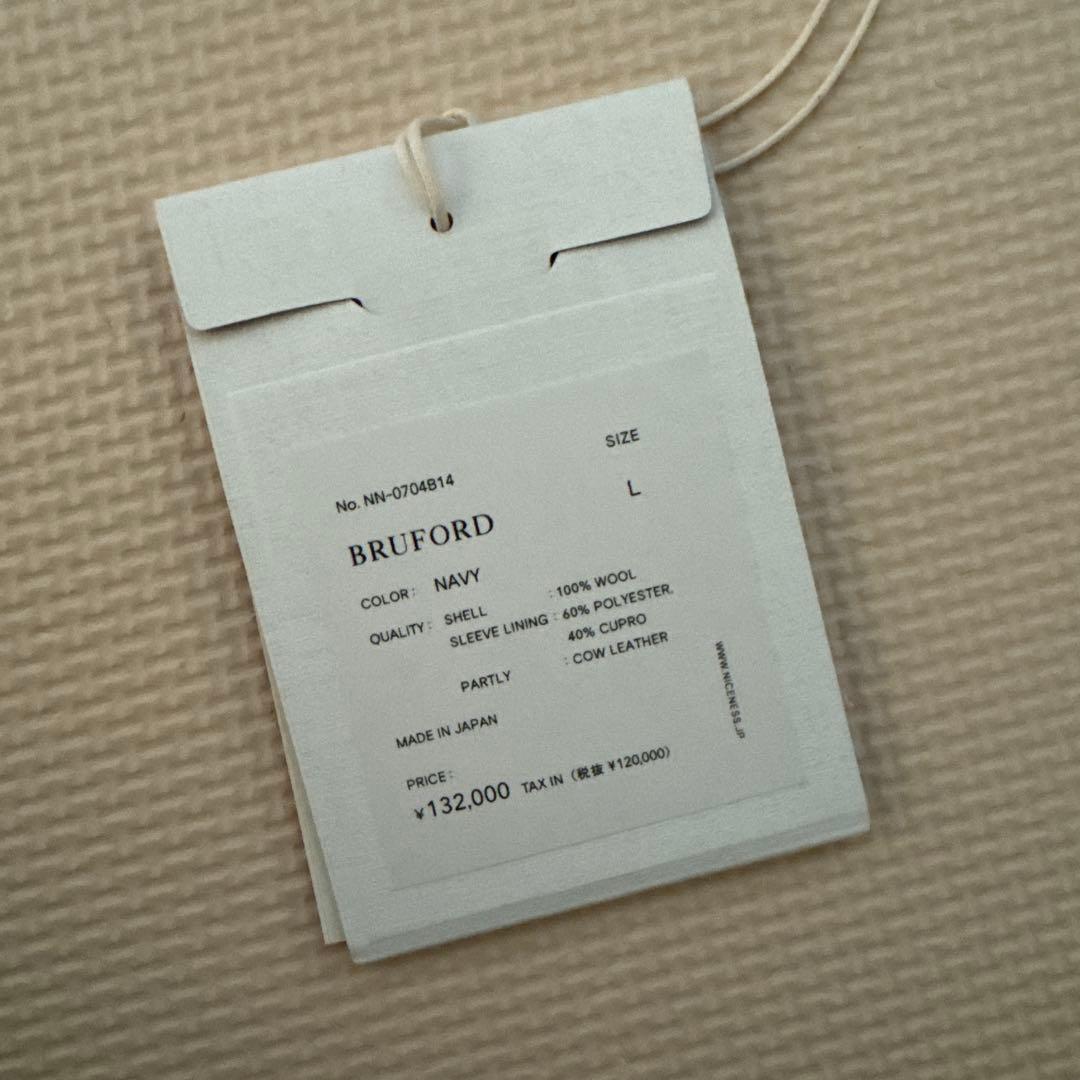 SIZE
No. NN-0704B14
L
BRUFORD
COLOR: NAVY
QUALITY: SHELL : 100% WOOL
SLEEVE LINING : 60% POLYESTER,
40% CUPRO
PARTLY : COW LEATHER
MADE IN JAPAN
PRICE:
¥132,000 TAX IN (税抜 ¥120,000)
WWW.NICENESS.JP